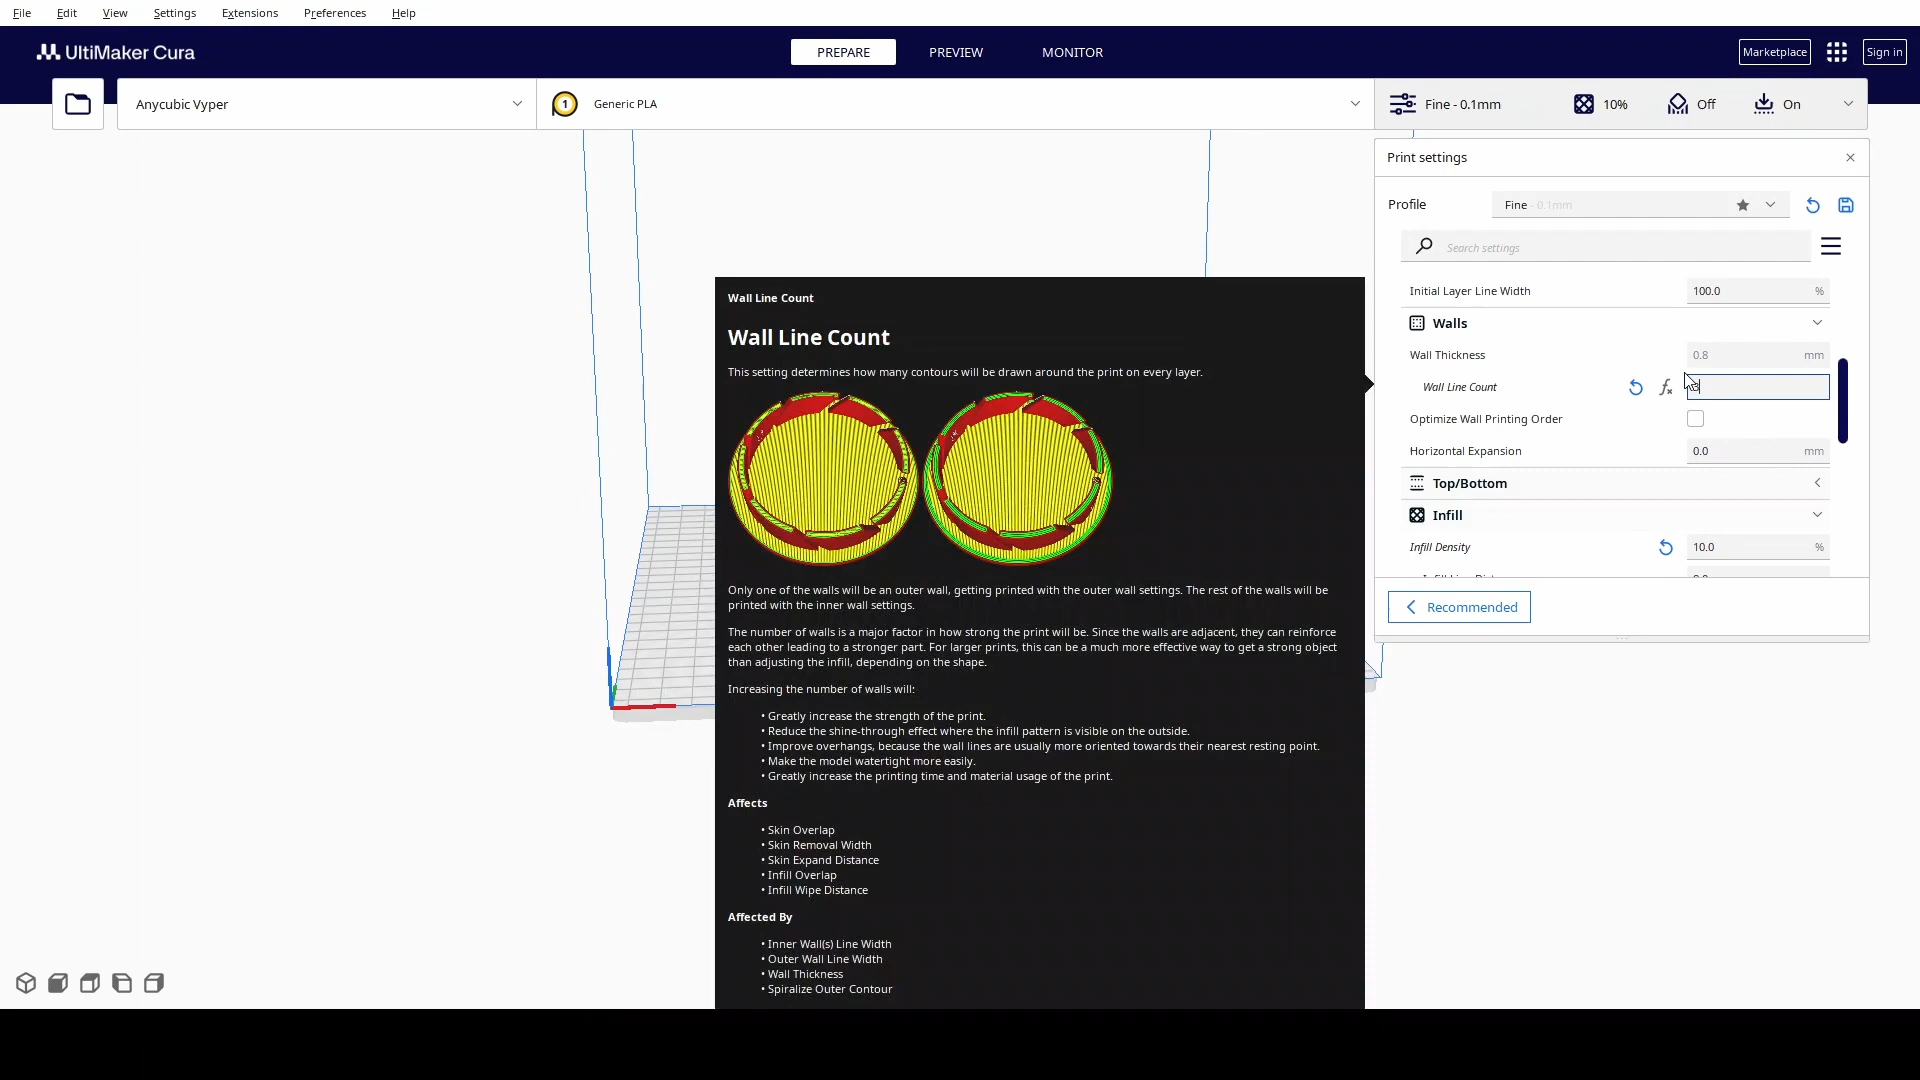 File Edit View Settings Extensions Preferences Help
UltiMaker Cura PREPARE PREVIEW MONITOR Marketplace Sign in
Anycubic Vyper 1 Generic PLA Fine - 0.1mm 10% Off On
Print settings
Profile Fine - 0.1mm
Search settings
Initial Layer Line Width 100.0 %
Walls
Wall Thickness 0.8 mm
Wall Line Count
Optimize Wall Printing Order
Horizontal Expansion 0.0 mm
Top/Bottom
Infill
Infill Density 10.0 %
Recommended
Wall Line Count
Wall Line Count
This setting determines how many contours will be drawn around the print on every layer.
Only one of the walls will be an outer wall, getting printed with the outer wall settings. The rest of the walls will be
printed with the inner wall settings.
The number of walls is a major factor in how strong the print will be. Since the walls are adjacent, they can reinforce
each other leading to a stronger part. For larger prints, this can be a much more effective way to get a strong object
than adjusting the infill, depending on the shape.
Increasing the number of walls will:
• Greatly increase the strength of the print.
• Reduce the shine-through effect where the infill pattern is visible on the outside.
• Improve overhangs, because the wall lines are usually more oriented towards their nearest resting point.
• Make the model watertight more easily.
• Greatly increase the printing time and material usage of the print.
Affects
• Skin Overlap
• Skin Removal Width
• Skin Expand Distance
• Infill Overlap
• Infill Wipe Distance
Affected By
• Inner Wall(s) Line Width
• Outer Wall Line Width
• Wall Thickness
• Spiralize Outer Contour